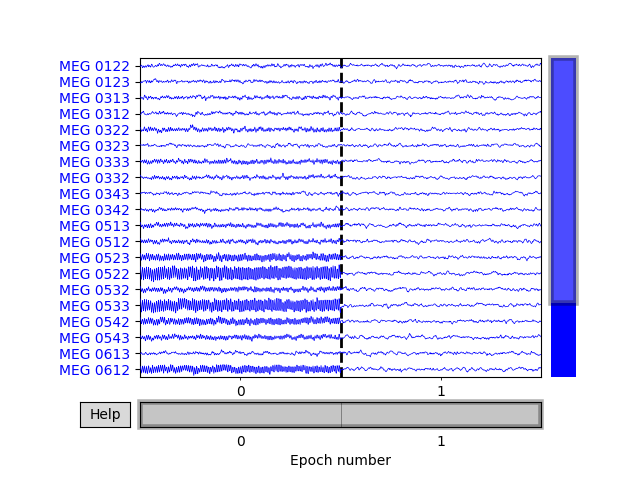 MEG 0122
MEG 0123
MEG 0313
MEG 0312
MEG 0322
MEG 0323
MEG 0333
MEG 0332
MEG 0343
MEG 0342
MEG 0513
MEG 0512
MEG 0523
MEG 0522
MEG 0532
MEG 0533
MEG 0542
MEG 0543
MEG 0613
MEG 0612
0 1
Help
0 1
Epoch number